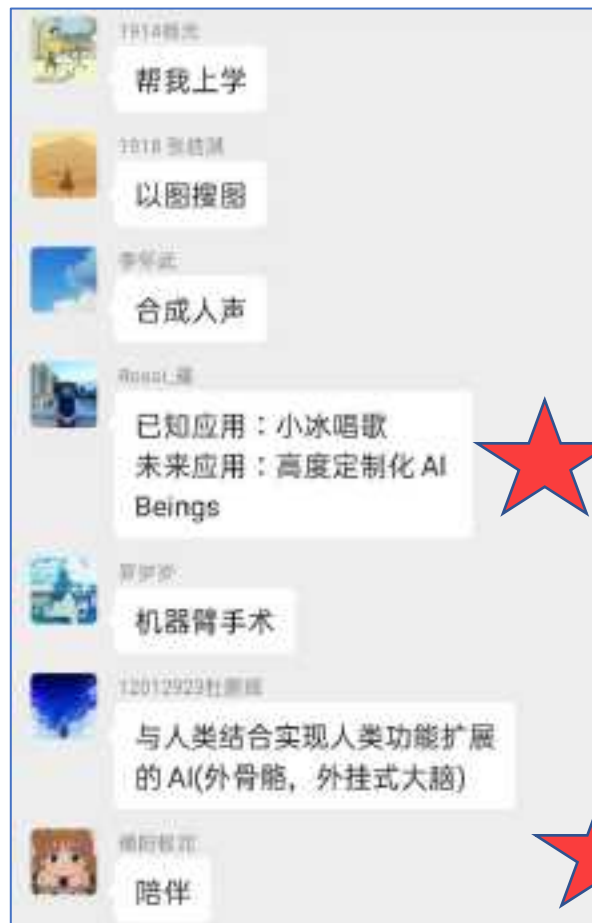 帮我上学
1918
以图搜图
合成人声
已知应用：小冰唱歌
未来应用：高度定制化 AI
Beings
机器臂手术
12012923
与人类结合实现人类功能扩展
的 AI(外骨骼，外挂式大脑)
陪伴